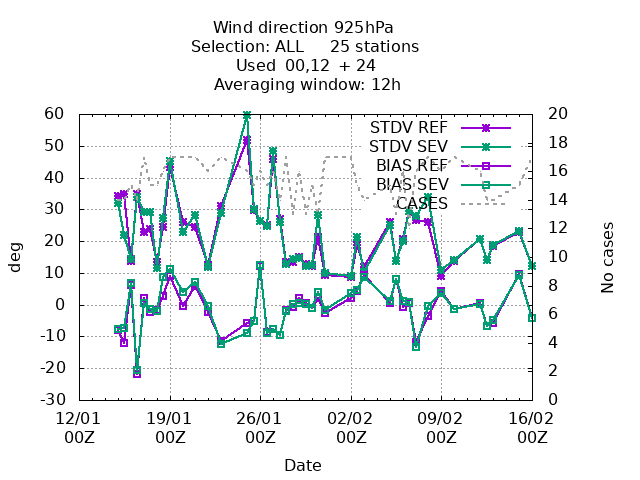 Wind direction 925hPa
Selection: ALL 25 stations
Used 00,12 + 24
Averaging window: 12h
60 20
50 18
40 16
30 14
20 12
10 10
0 8
-10 6
-20 4
-30 2
0
STDV REF
STDV SEV
BIAS REF
BIAS SEV
CASES
deg
No cases
12/01 19/01 26/01 02/02 09/02 16/02
00Z 00Z 00Z 00Z 00Z 00Z
Date